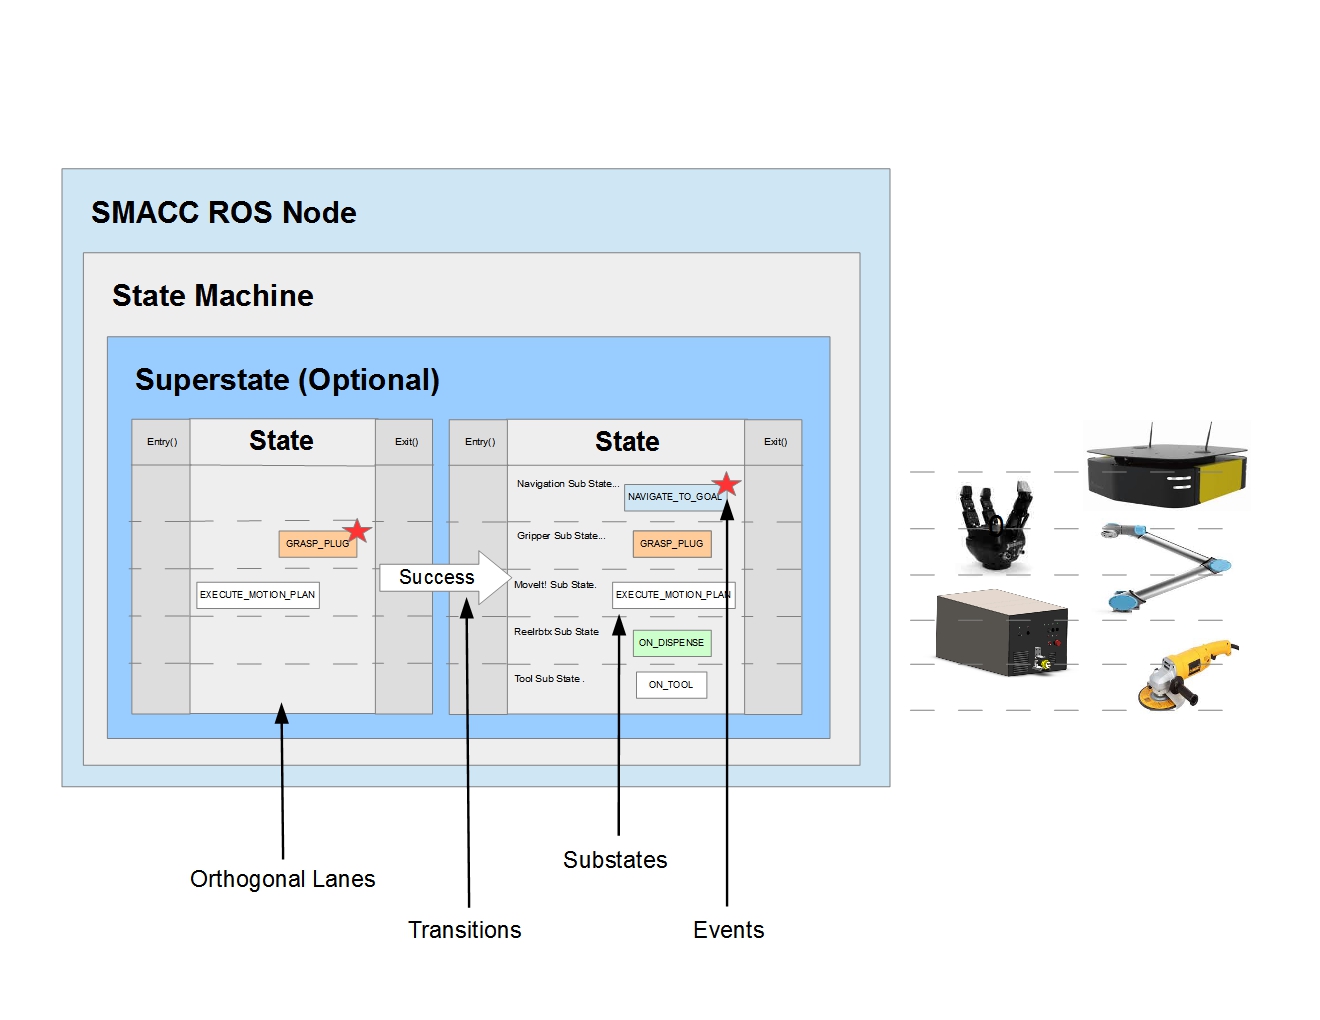 SMACC ROS Node
State Machine
Superstate (Optional)
Entry()
State
Exit()
Entry()
State
Exit()
Navigation Sub State...
NAVIGATE_TO_GOAL
GRASP_PLUG
Gripper Sub State...
GRASP_PLUG
Success
EXECUTE_MOTION_PLAN
MoveIt! Sub State.
EXECUTE_MOTION_PLAN
Reelrbtx Sub State
ON_DISPENSE
Tool Sub State .
ON_TOOL
Orthogonal Lanes
Substates
Transitions
Events